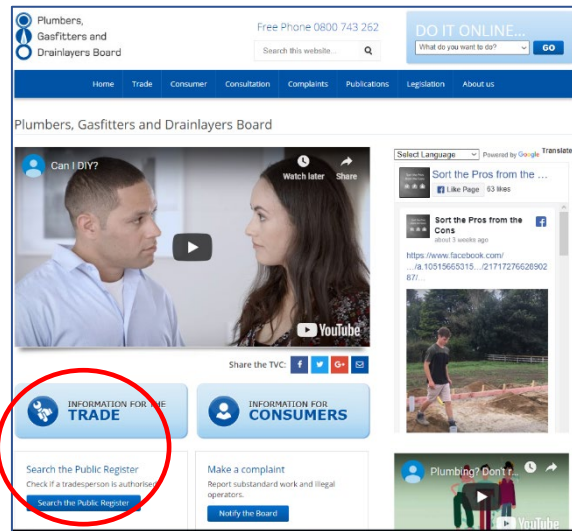 Plumbers,
Gasfitters and
Drainlayers Board
Free Phone 0800 743 262
Search this website...
DO IT ONLINE...
What do you want to do?
GO
Home Trade Consumer Consultation Complaints Publications Legislation About us
Plumbers, Gasfitters and Drainlayers Board
Can I DIY?
Watch later Share
YouTube
Share the TVC:
Select Language
Powered by Google Translate
Sort the Pros from the ...
Like Page 63 likes
Sort the Pros from the
Cons
about 3 weeks ago
https://www.facebook.com/
.../a.10515665315.../21717276628902
87/...
INFORMATION FOR THE
TRADE
INFORMATION FOR
CONSUMERS
Search the Public Register
Check if a tradesperson is authorised
Search the Public Register
Make a complaint
Report substandard work and illegal
operators.
Notify the Board
Plumbing? Don't r...
YouTube